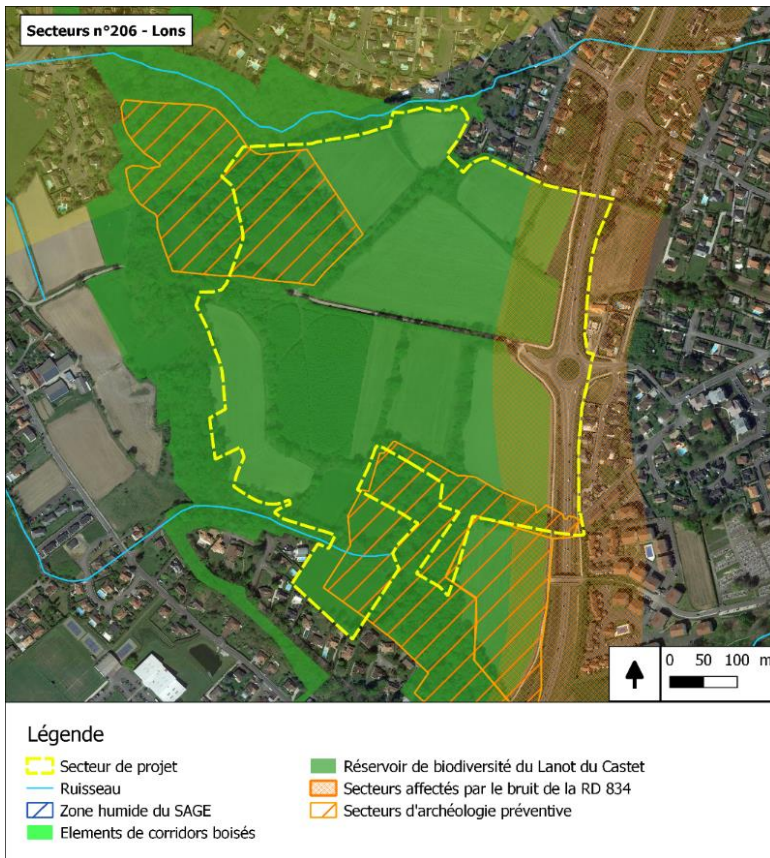 Secteurs n°206 - Lons
0 50 100 m
Légende
Secteur de projet
Ruisseau
Zone humide du SAGE
Elements de corridors boisés
Réservoir de biodiversité du Lanot du Castet
Secteurs affectés par le bruit de la RD 834
Secteurs d'archéologie préventive